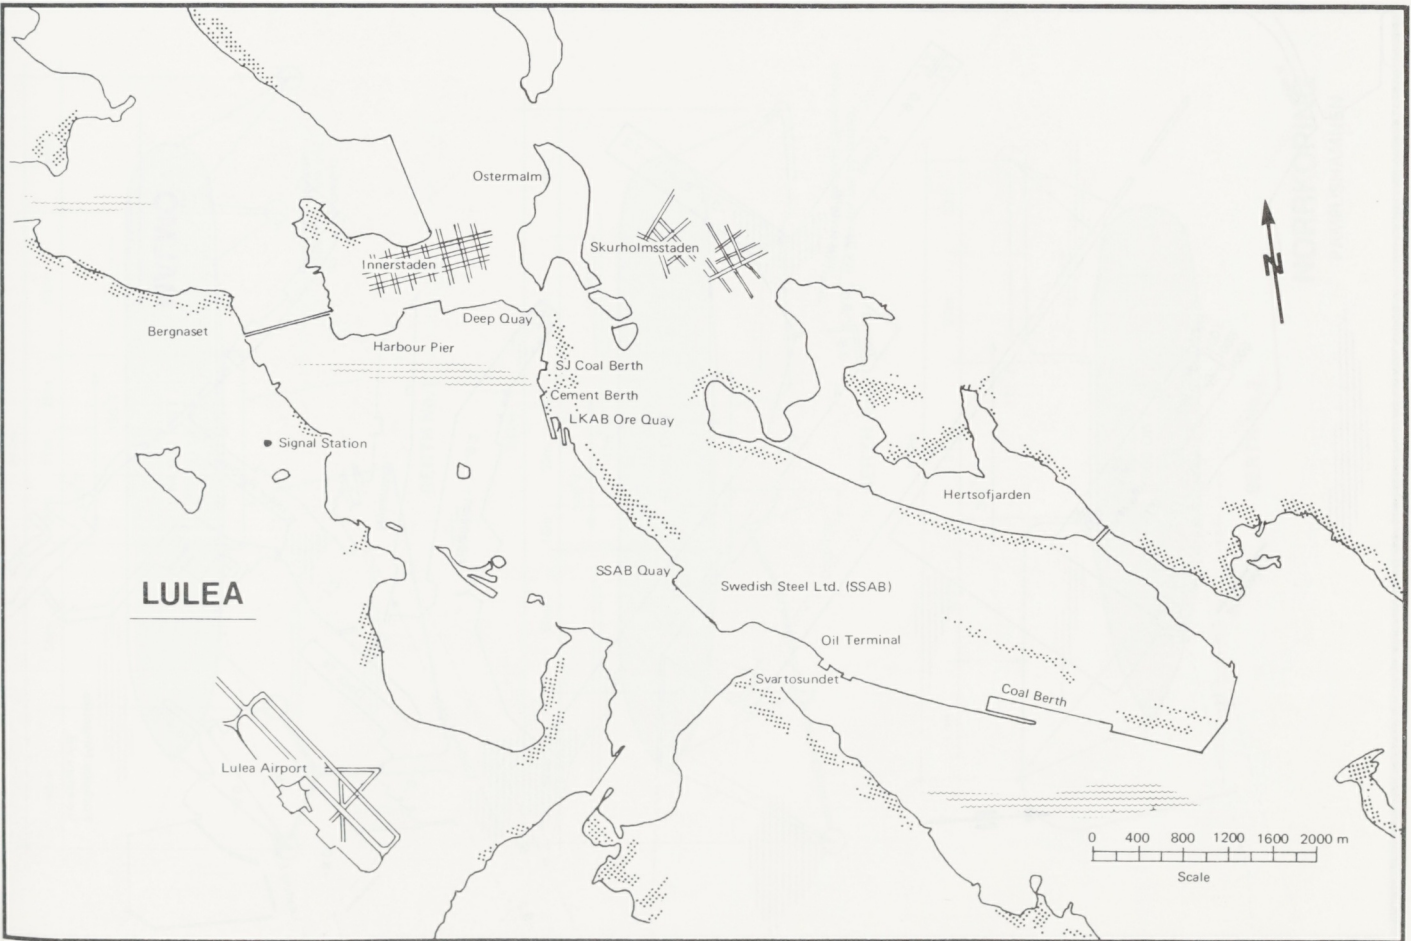 Ostermalm
Skurholmsstaden
Innerstaden
N
Bergnaset
Deep Quay
Harbour Pier
SJ Coal Berth
Cement Berth
LKAB Ore Quay
Signal Station
Hertsofjarden
LULEA
SSAB Quay
Swedish Steel Ltd. (SSAB)
Oil Terminal
Svartosundet
Coal Berth
Lulea Airport
0 400 800 1200 1600 2000 m
Scale